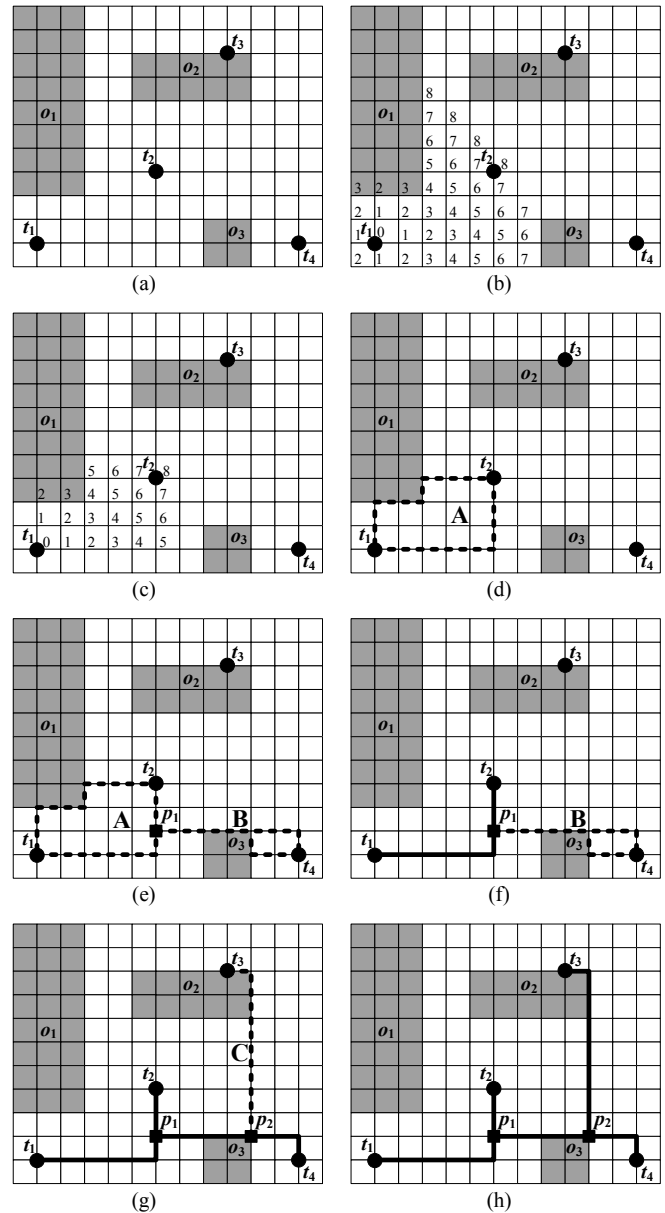 t3
o2
o1
t2
t1
o3
t4
(a)
t3
o2
8
o1
7 8
6 7 8
t2
5 6 7 8
3 2 3 4 5 6 7
2 1 2 3 4 5 6 7
t1
1 0 1 2 3 4 5 6
o3
2 1 2 3 4 5 6 7
t4
(b)
t3
o2
o1
t2
5 6 7 8
2 3 4 5 6 7
1 2 3 4 5 6
t1
0 1 2 3 4 5
o3
t4
(c)
t3
o2
o1
t2
A
t1
o3
t4
(d)
t3
o2
o1
t2
A
p1
B
t1
o3
t4
(e)
t3
o2
o1
t2
p1
B
t1
o3
t4
(f)
t3
o2
o1
C
t2
p1
p2
t1
o3
t4
(g)
t3
o2
o1
t2
p1
p2
t1
o3
t4
(h)